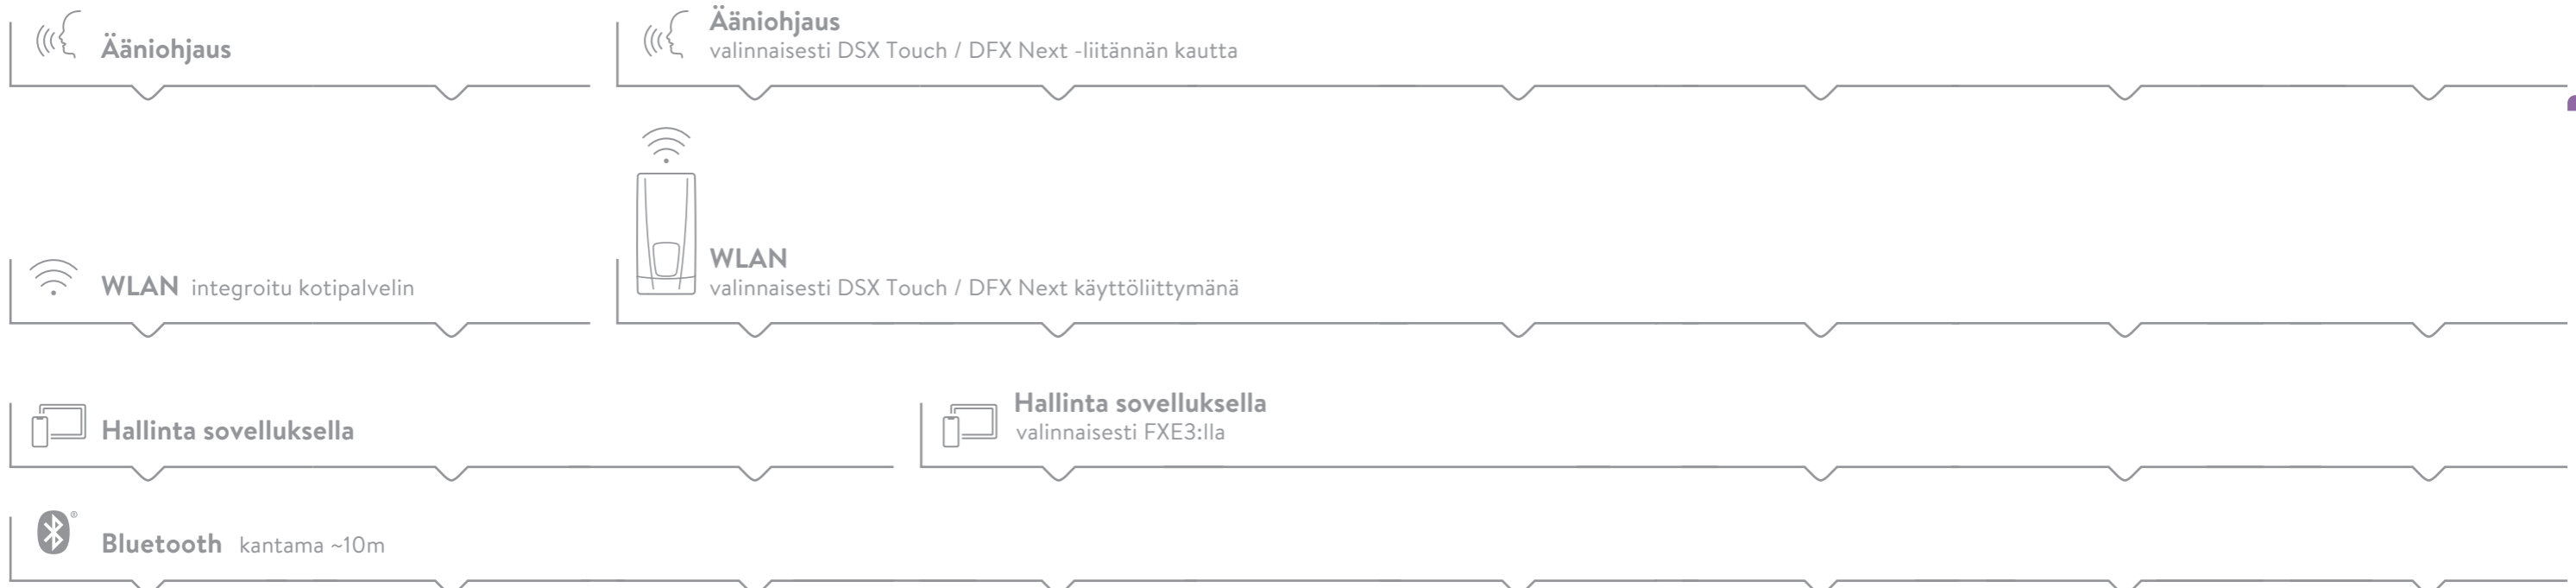 Ääniohjaus
Ääniohjaus
valinnaisesti DSX Touch / DFX Next -liitännän kautta
WLAN integroitu kotipalvelin
WLAN
valinnaisesti DSX Touch / DFX Next käyttöliittymänä
Hallinta sovelluksella
Hallinta sovelluksella
valinnaisesti FXE3:lla
Bluetooth kantama ~10m